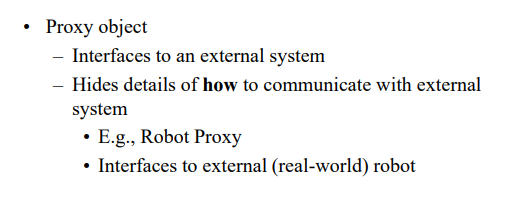 • Proxy object
– Interfaces to an external system
– Hides details of how to communicate with external
system
• E.g., Robot Proxy
• Interfaces to external (real-world) robot